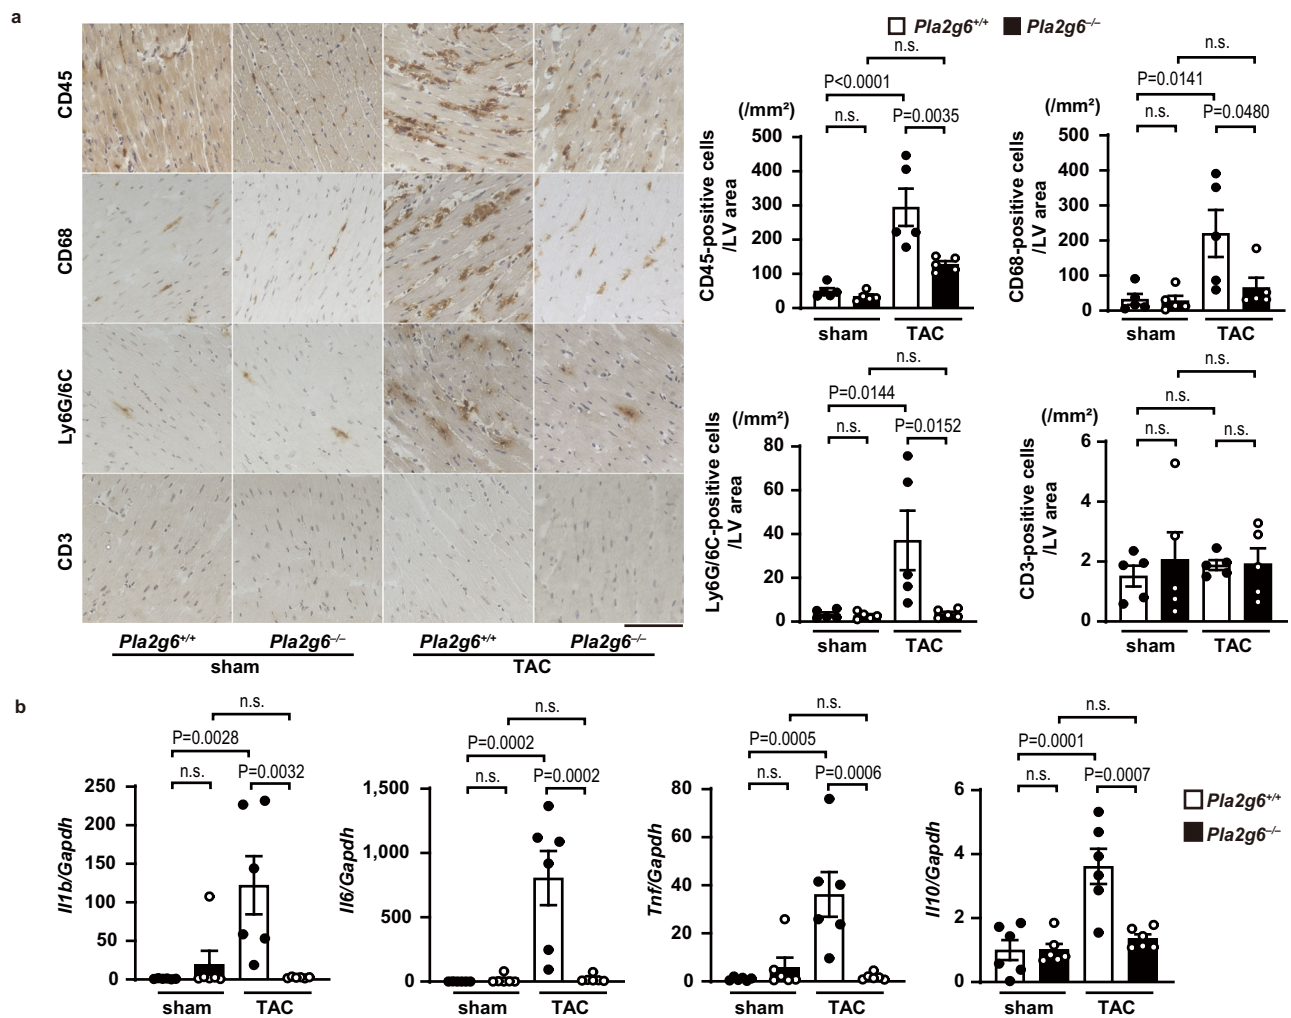 a
CD45
CD68
Ly6G/6C
CD3
Pla2g6+/+ Pla2g6–/– Pla2g6+/+ Pla2g6–/–
sham TAC
Pla2g6+/+ Pla2g6–/–
n.s.
P<0.0001
n.s. P=0.0035
(/mm²)
CD45-positive cells
/LV area
500
400
300
200
100
0
sham TAC
n.s.
P=0.0141
n.s. P=0.0480
(/mm²)
CD68-positive cells
/LV area
500
400
300
200
100
0
sham TAC
n.s.
P=0.0144
n.s. P=0.0152
(/mm²)
Ly6G/6C-positive cells
/LV area
80
60
40
20
0
sham TAC
n.s.
n.s.
n.s. n.s.
(/mm²)
CD3-positive cells
/LV area
6
4
2
0
sham TAC
b
n.s.
P=0.0028
n.s. P=0.0032
Il1b/Gapdh
250
200
150
100
50
0
sham TAC
n.s.
P=0.0002
n.s. P=0.0002
Il6/Gapdh
1,500
1,000
500
0
sham TAC
n.s.
P=0.0005
n.s. P=0.0006
Tnf/Gapdh
80
60
40
20
0
sham TAC
n.s.
P=0.0001
n.s. P=0.0007
Il10/Gapdh
6
4
2
0
sham TAC
Pla2g6+/+
Pla2g6–/–